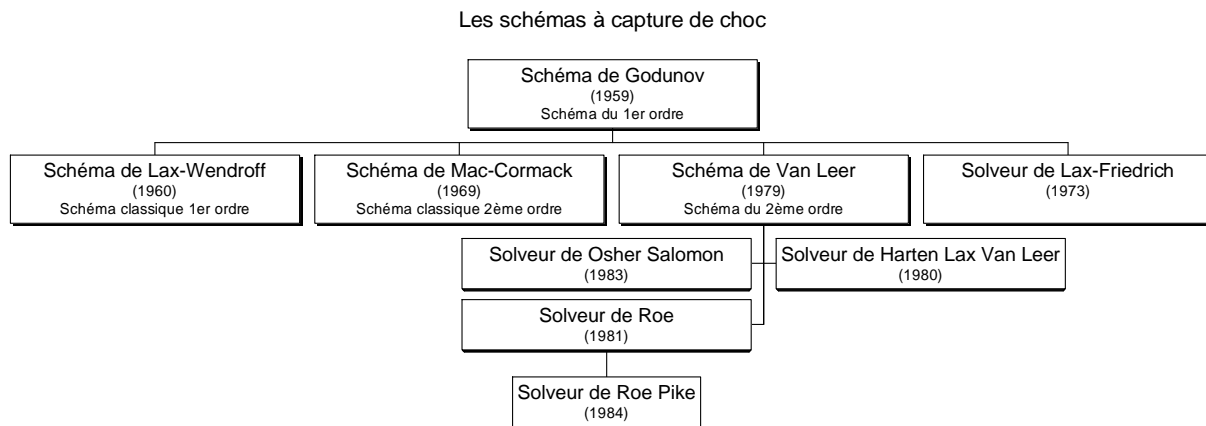 Les schémas à capture de choc
Schéma de Godunov
(1959)
Schéma du 1er ordre
Schéma de Lax-Wendroff
(1960)
Schéma classique 1er ordre
Schéma de Mac-Cormack
(1969)
Schéma classique 2ème ordre
Schéma de Van Leer
(1979)
Schéma du 2ème ordre
Solveur de Lax-Friedrich
(1973)
Solveur de Osher Salomon
(1983)
Solveur de Harten Lax Van Leer
(1980)
Solveur de Roe
(1981)
Solveur de Roe Pike
(1984)